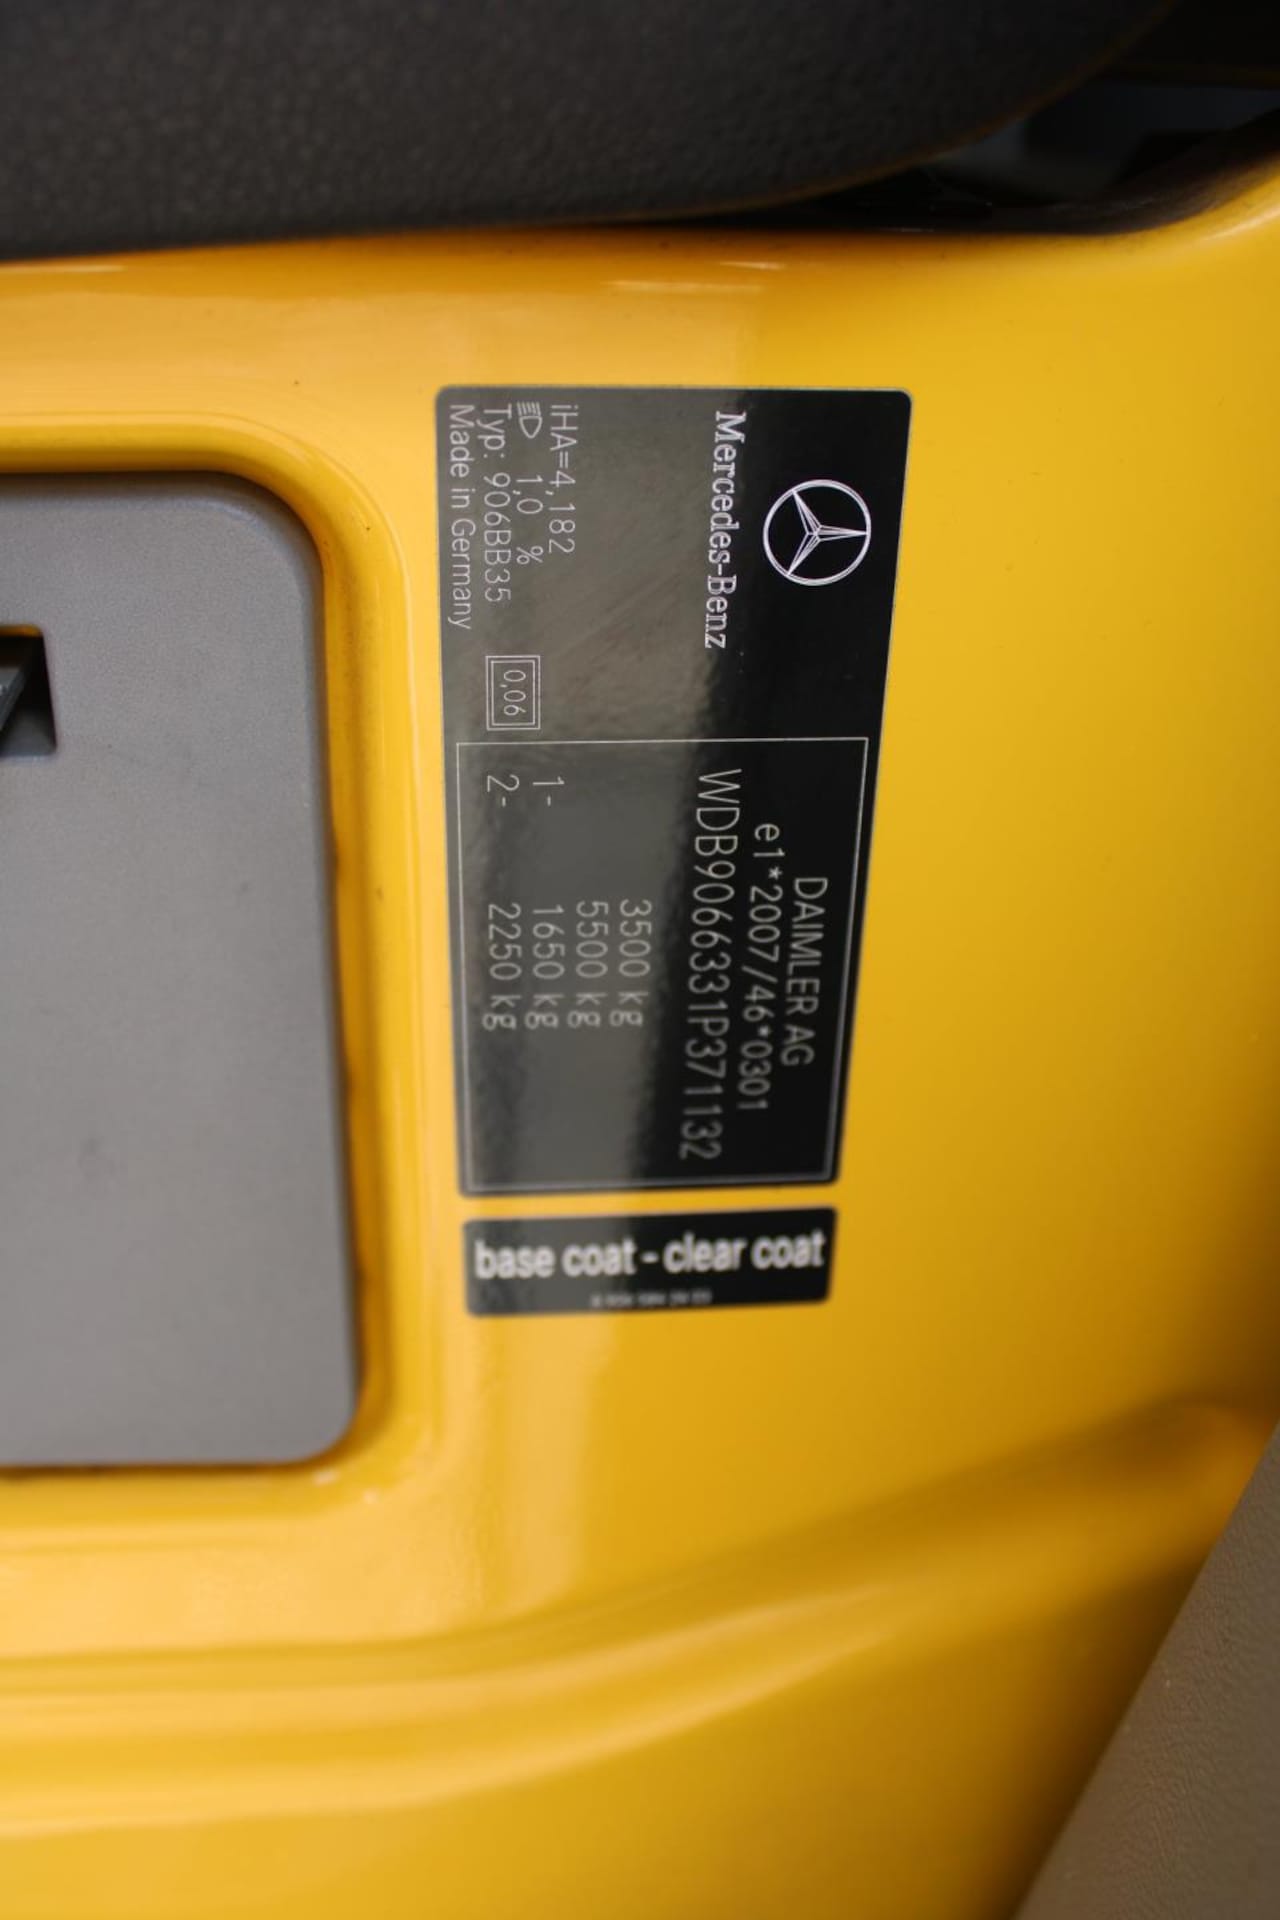 Mercedes-Benz
iHA=4,182
1,0 %
Typ: 906BB35
Made in Germany
0,06
DAIMLER AG
e1*2007/46*0301
WDB9066331P371132
3500 kg
5500 kg
1- 1650 kg
2- 2250 kg
base coat - clear coat